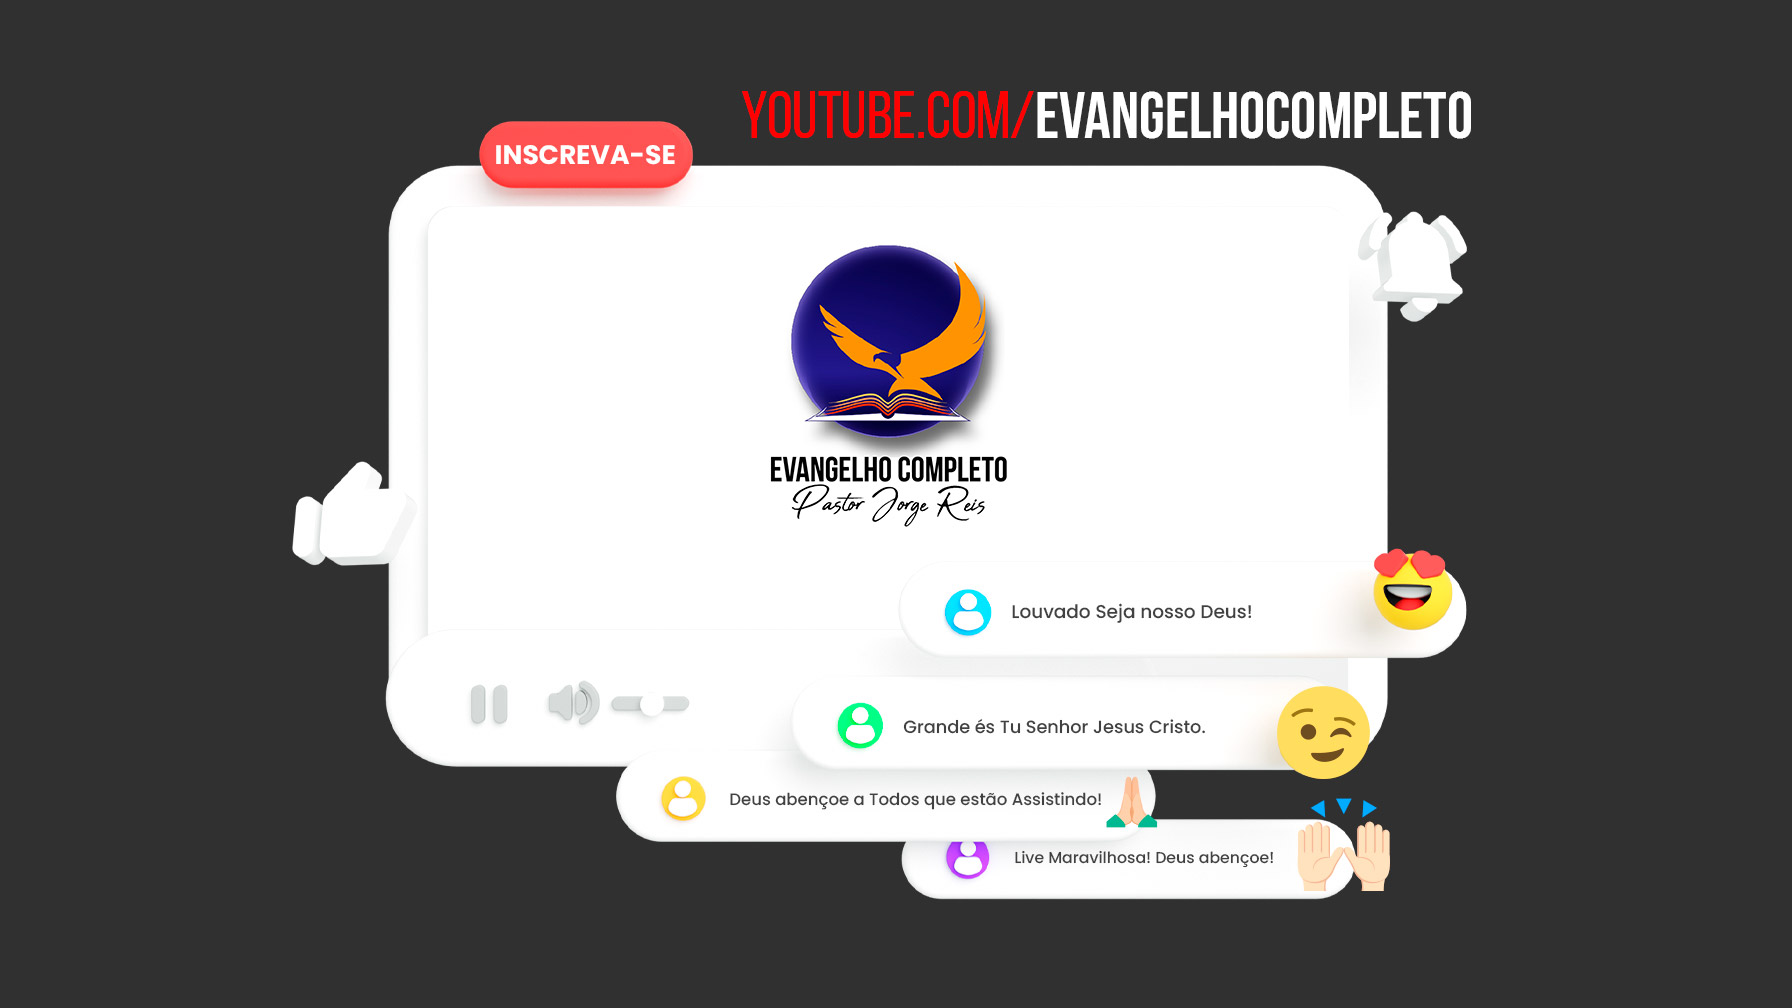 YOUTUBE.COM/EVANGELHOCOMPLETO
INSCREVA-SE
EVANGELHO COMPLETO
Pastor Jorge Reis
Louvado Seja nosso Deus!
Grande és Tu Senhor Jesus Cristo.
Deus abençoe a Todos que estão Assistindo!
Live Maravilhosa! Deus abençoe!